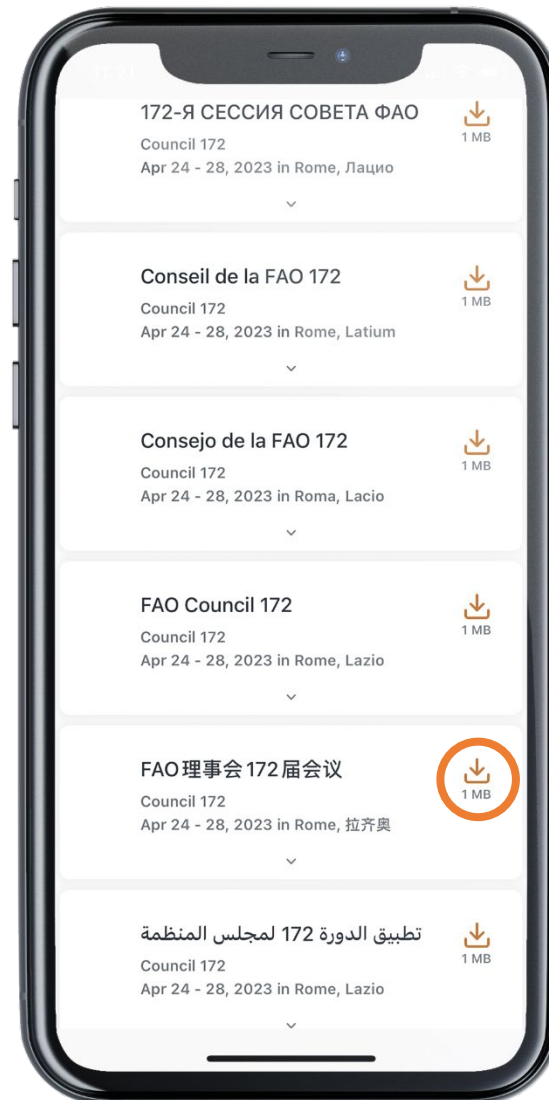 172-Я СЕССИЯ СОВЕТА ФАО
1 MB
Council 172
Apr 24 - 28, 2023 in Rome, Лацио
Conseil de la FAO 172
1 MB
Council 172
Apr 24 - 28, 2023 in Rome, Latium
Consejo de la FAO 172
1 MB
Council 172
Apr 24 - 28, 2023 in Roma, Lacio
FAO Council 172
1 MB
Council 172
Apr 24 - 28, 2023 in Rome, Lazio
FAO理事会172届会议
1 MB
Council 172
Apr 24 - 28, 2023 in Rome, 拉齐奥
تطبيق الدورة 172 لمجلس المنظمة
1 MB
Council 172
Apr 24 - 28, 2023 in Rome, Lazio